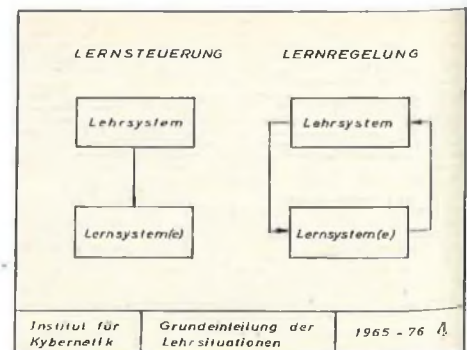 LERNSTEUERUNG LERNREGELUNG
Lehrsystem Lehrsystem
Lernsystem(e) Lernsystem(e)
Institut für Kybernetik
Grundeinteilung der Lehrsituationen
1965 - 76